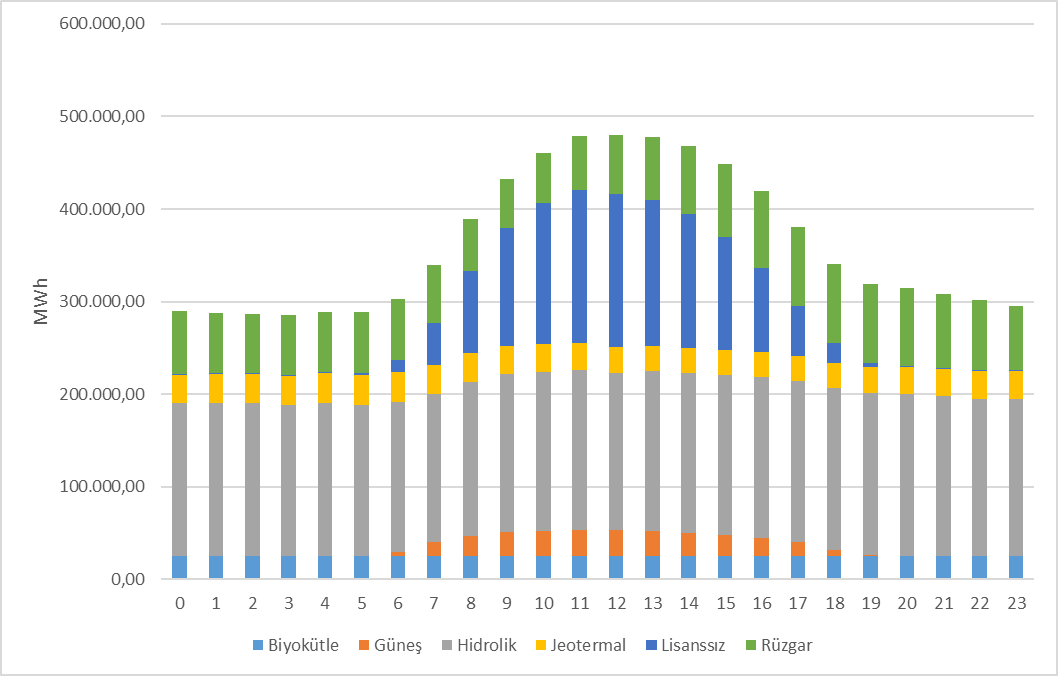 600.000,00
500.000,00
400.000,00
300.000,00
200.000,00
100.000,00
0,00
MWh
0 1 2 3 4 5 6 7 8 9 10 11 12 13 14 15 16 17 18 19 20 21 22 23
Biyokütle Güneş Hidrolik Jeotermal Lisanssız Rüzgar